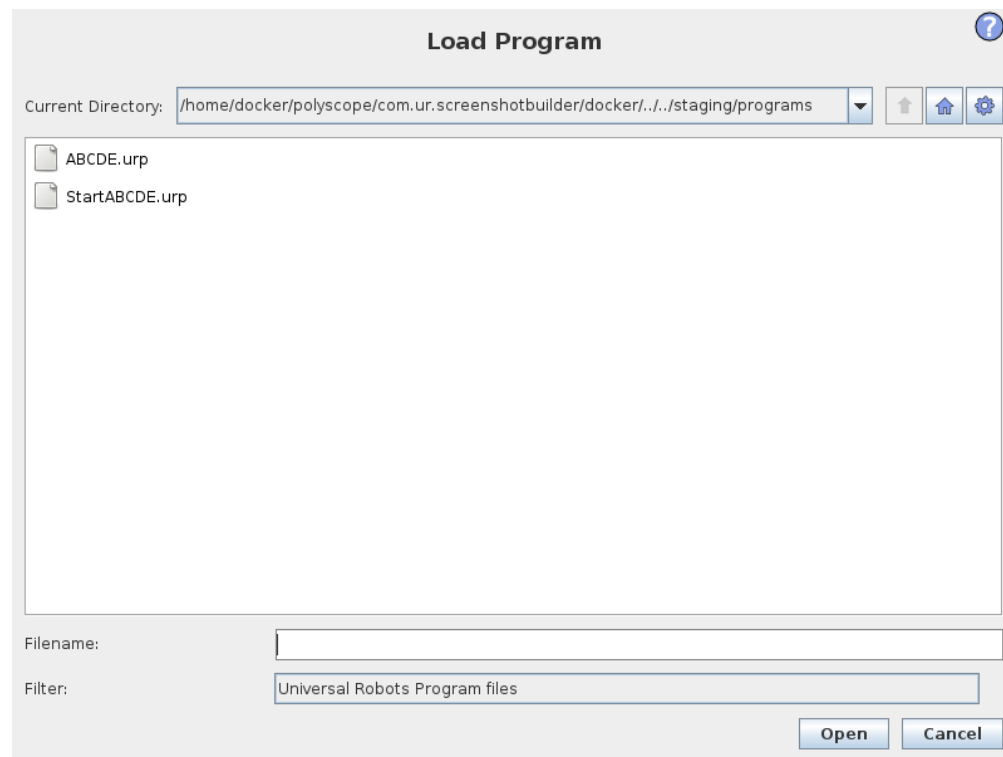 Load Program
?
Current Directory: /home/docker/polyscope/com.ur.screenshotbuilder/docker/../../staging/programs
ABCDE.urp
StartABCDE.urp
Filename:
Filter: Universal Robots Program files
Open Cancel